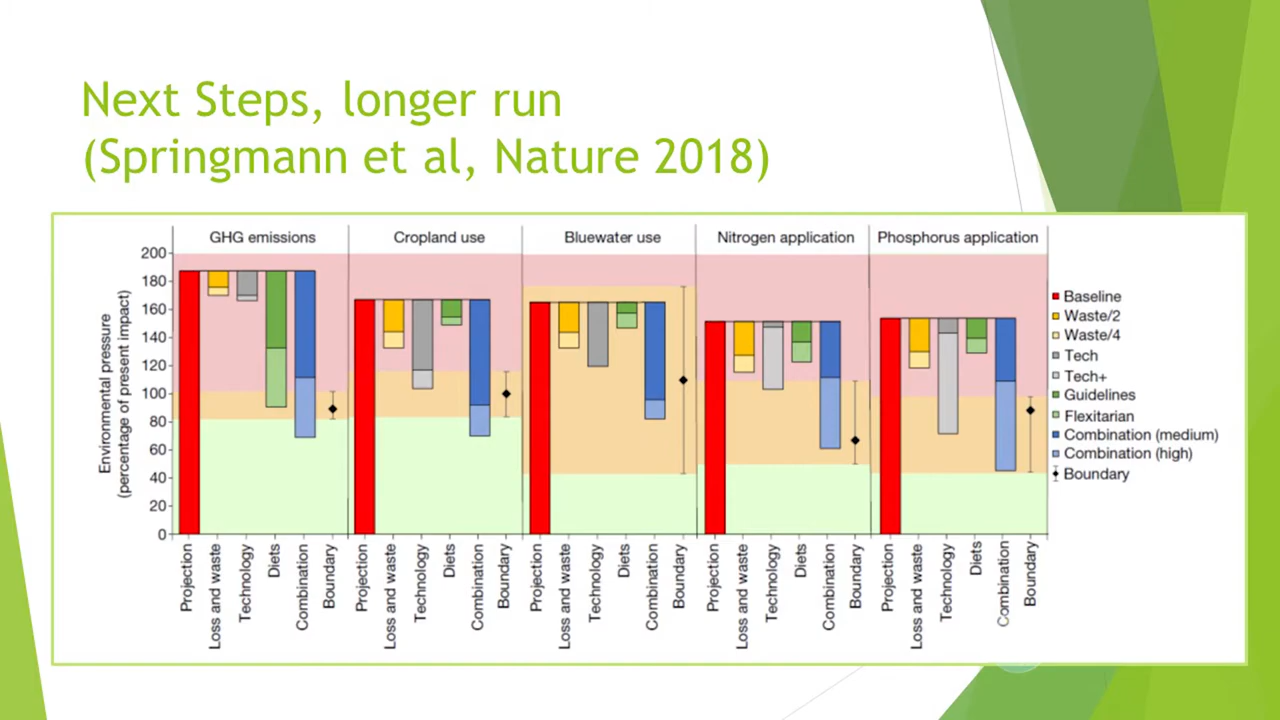 Next Steps, longer run
(Springmann et al, Nature 2018)
GHG emissions
Cropland use
Bluewater use
Nitrogen application
Phosphorus application
Environmental pressure
(percentage of present impact)
200
180
160
140
120
100
80
60
40
20
0
Projection
Loss and waste
Technology
Diets
Combination
Boundary
Projection
Loss and waste
Technology
Diets
Combination
Boundary
Projection
Loss and waste
Technology
Diets
Combination
Boundary
Projection
Loss and waste
Technology
Diets
Combination
Boundary
Projection
Loss and waste
Technology
Diets
Combination
Boundary
Baseline
Waste/2
Waste/4
Tech
Tech+
Guidelines
Flexitarian
Combination (medium)
Combination (high)
Boundary